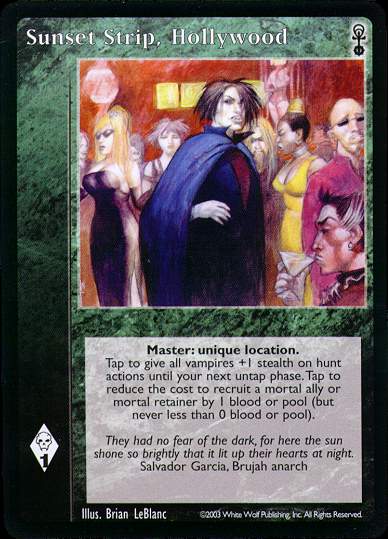 Sunset Strip, Hollywood
Master: unique location.
Tap to give all vampires +1 stealth on hunt
actions until your next untap phase. Tap to
reduce the cost to recruit a mortal ally or
mortal retainer by 1 blood or pool (but
never less than 0 blood or pool).
They had no fear of the dark, for here the sun
shone so brightly that it lit up their hearts at night.
Salvador Garcia, Brujah anarch
1
Illus. Brian LeBlanc
©2003 White Wolf Publishing, Inc. All Rights Reserved.